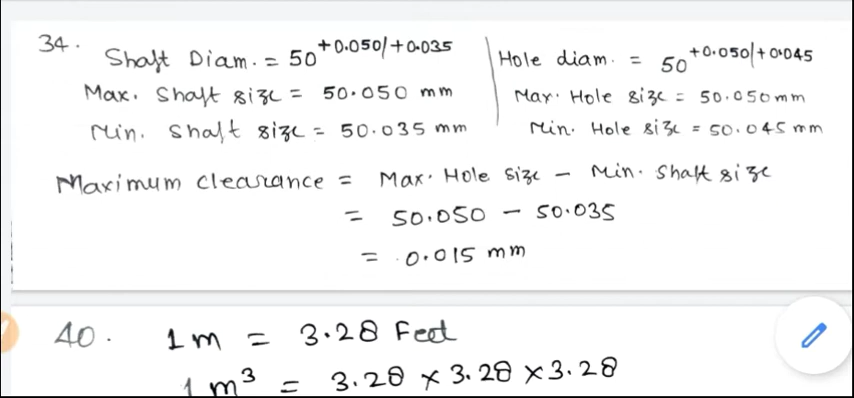 34.
Shaft Diam. = 50 +0.050/+0.035
Max. Shaft size = 50.050 mm
Min. Shaft size = 50.035 mm
Hole diam. = 50 +0.050/+0.045
Max. Hole size = 50.050mm
Min. Hole size = 50.045 mm
Maximum clearance = Max. Hole size - Min. Shaft size
= 50.050 - 50.035
= 0.015 mm
40. 1 m = 3.28 Feet
1 m³ = 3.28 × 3.28 × 3.28